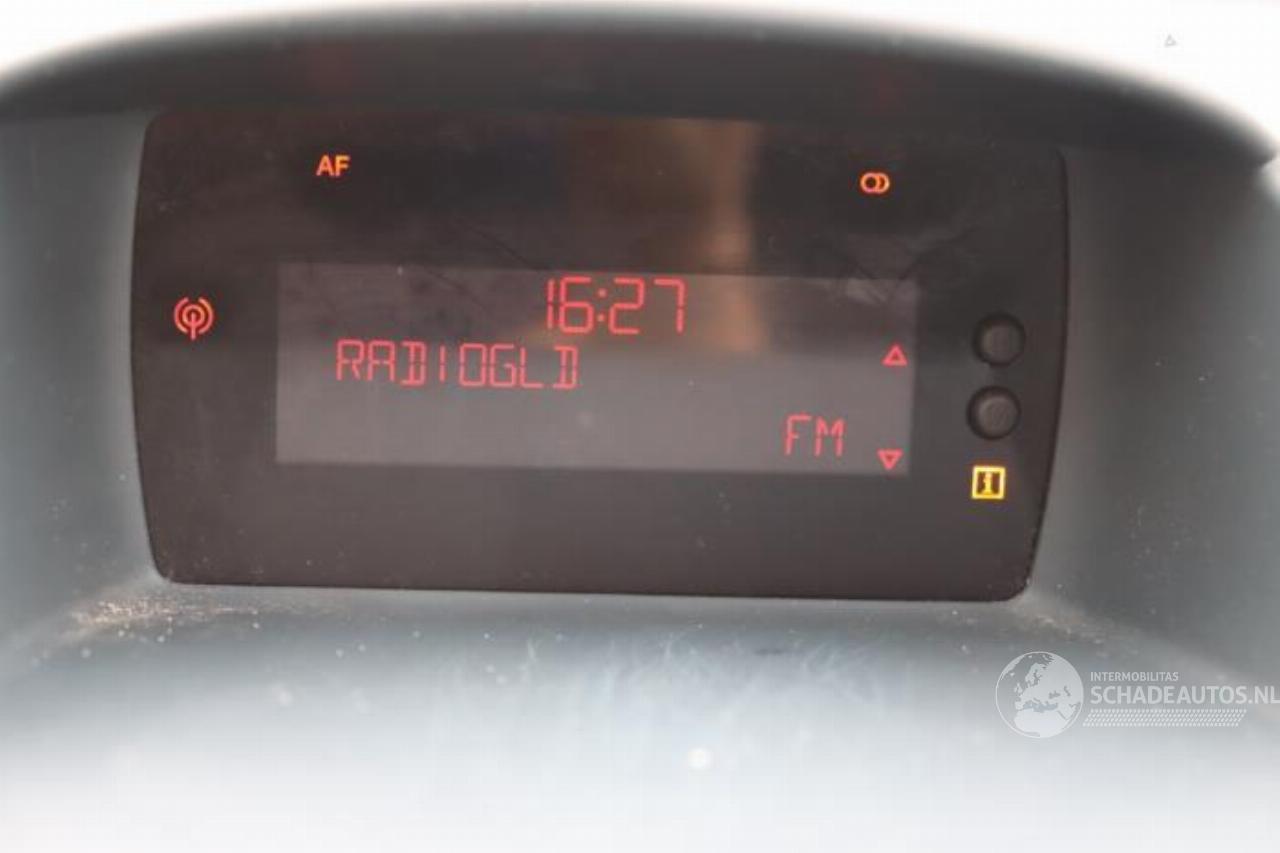 AF
16:27
RADIOGLD
FM
i
INTERMOBILITAS
SCHADEAUTOS.NL